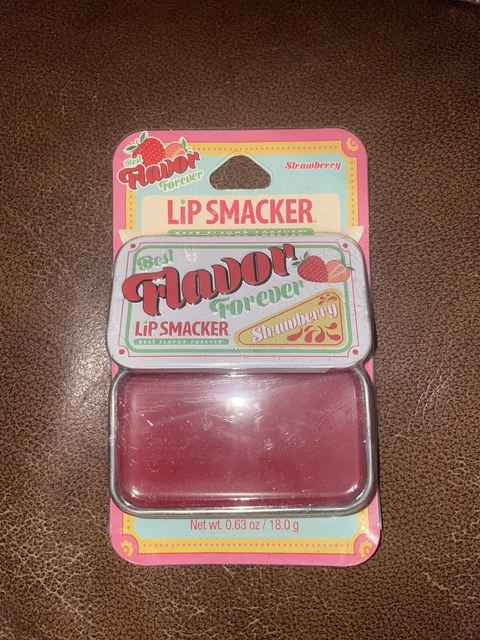 Best
Flavor
Forever
Strawberry
LiP SMACKER
BEST FLAVOR FOREVER
Best
Flavor
Forever
LiP SMACKER
BEST FLAVOR FOREVER
Strawberry
Net wt. 0.63 oz / 18.0 g